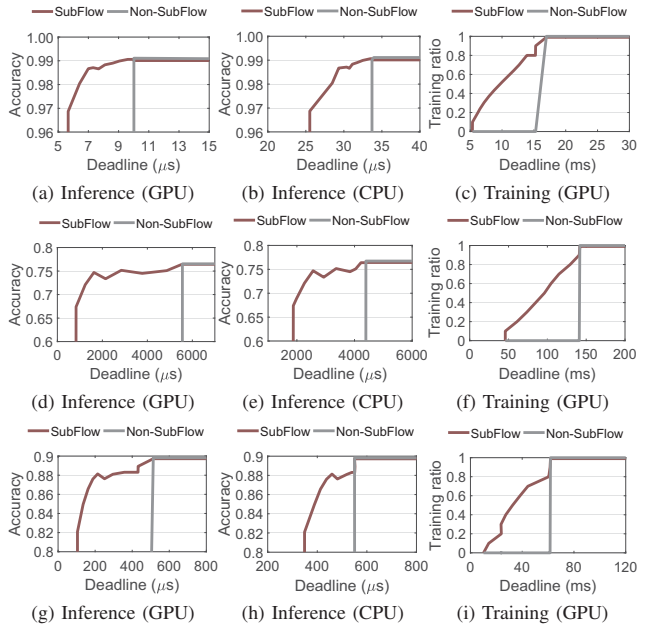 SubFlow Non-SubFlow SubFlow Non-SubFlow SubFlow Non-SubFlow
1.00 1.00 1
0.99 0.99 0.8
0.98 0.98 0.6
0.97 0.97 0.4
0.96 0.96 0.2
0
Accuracy Accuracy Training ratio
5 7 9 11 13 15 20 25 30 35 40 5 10 15 20 25 30
Deadline (μs) Deadline (μs) Deadline (ms)
(a) Inference (GPU) (b) Inference (CPU) (c) Training (GPU)
SubFlow Non-SubFlow SubFlow Non-SubFlow SubFlow Non-SubFlow
0.8 0.8 1
0.75 0.75 0.8
0.7 0.7 0.6
0.65 0.65 0.4
0.6 0.6 0.2
0
Accuracy Accuracy Training ratio
0 2000 4000 6000 0 2000 4000 6000 0 50 100 150 200
Deadline (μs) Deadline (μs) Deadline (ms)
(d) Inference (GPU) (e) Inference (CPU) (f) Training (GPU)
SubFlow Non-SubFlow SubFlow Non-SubFlow SubFlow Non-SubFlow
0.9 0.9 1
0.88 0.88 0.8
0.86 0.86 0.6
0.84 0.84 0.4
0.82 0.82 0.2
0.8 0.8 0
Accuracy Accuracy Training ratio
0 200 400 600 800 200 300 400 500 600 700 800 0 40 80 120
Deadline (μs) Deadline (μs) Deadline (ms)
(g) Inference (GPU) (h) Inference (CPU) (i) Training (GPU)